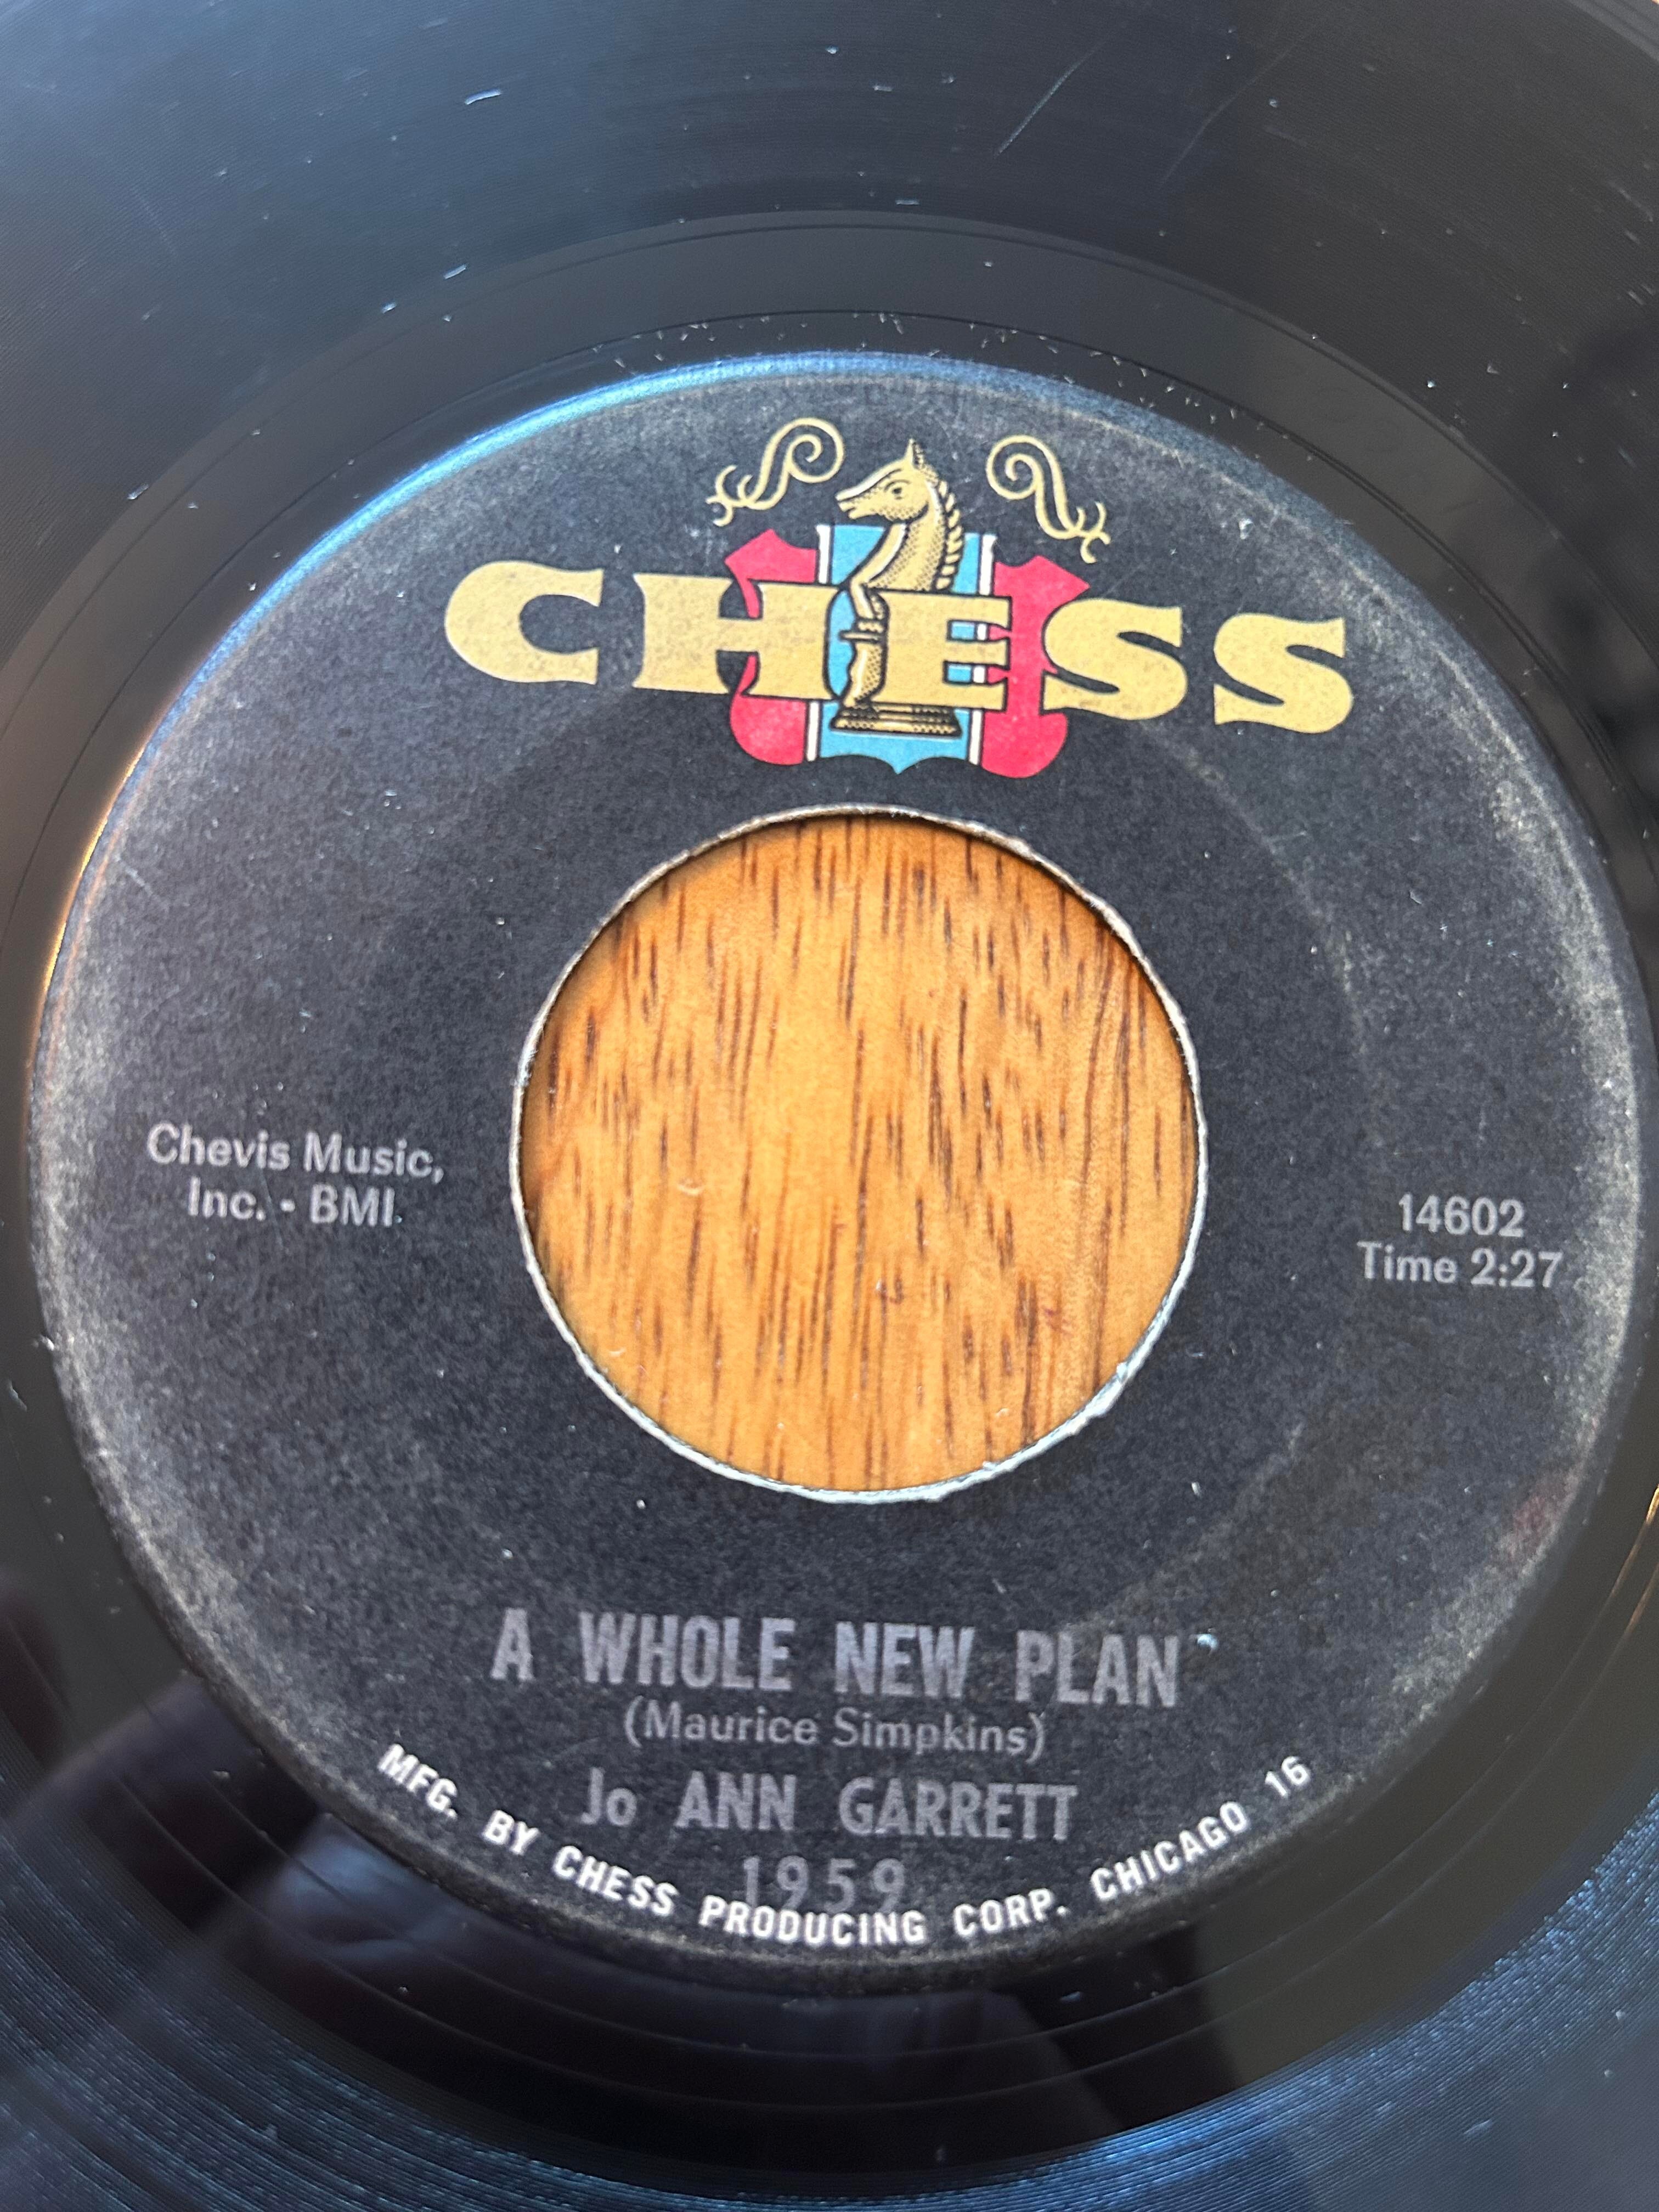 CHESS
Chevis Music,
Inc. • BMI
14602
Time 2:27
A WHOLE NEW PLAN
(Maurice Simpkins)
Jo ANN GARRETT
1959
MFG. BY CHESS PRODUCING CORP. CHICAGO 16